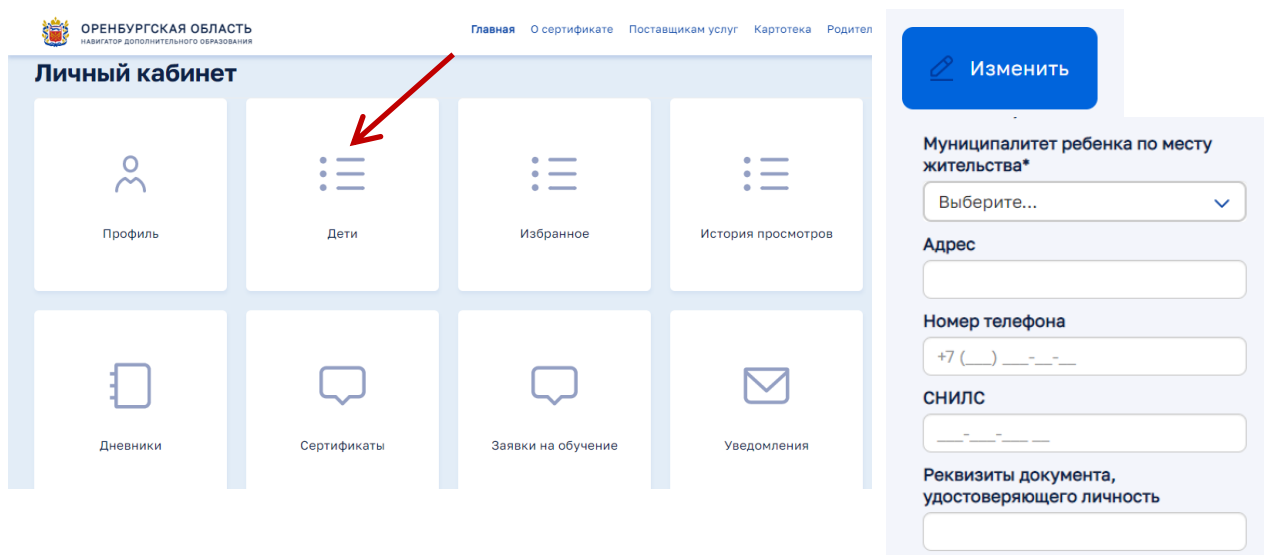 ОРЕНБУРГСКАЯ ОБЛАСТЬ
НАВИГАТОР ДОПОЛНИТЕЛЬНОГО ОБРАЗОВАНИЯ
Главная О сертификате Поставщикам услуг Картотека Родител
Личный кабинет
Профиль
Дети
Избранное
История просмотров
Дневники
Сертификаты
Заявки на обучение
Уведомления
Изменить
Муниципалитет ребенка по месту
жительства*
Выберите...
Адрес
Номер телефона
+7 (___) ___-__-__
СНИЛС
___-___-___ __
Реквизиты документа,
удостоверяющего личность